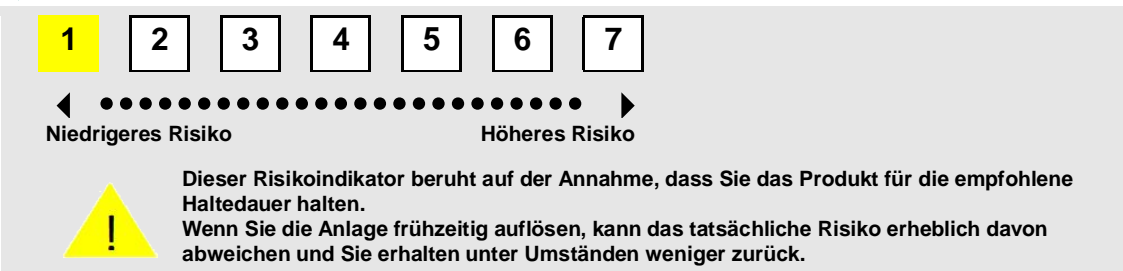 1 2 3 4 5 6 7
Niedrigeres Risiko Höheres Risiko
Dieser Risikoindikator beruht auf der Annahme, dass Sie das Produkt für die empfohlene
Haltedauer halten.
Wenn Sie die Anlage frühzeitig auflösen, kann das tatsächliche Risiko erheblich davon
abweichen und Sie erhalten unter Umständen weniger zurück.
!